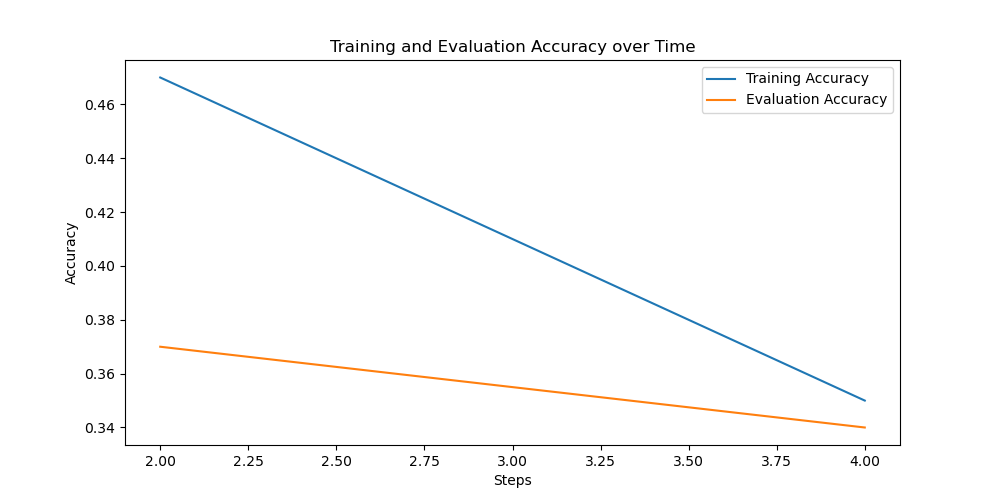 Training and Evaluation Accuracy over Time
Training Accuracy
Evaluation Accuracy
Accuracy
0.46
0.44
0.42
0.40
0.38
0.36
0.34
2.00 2.25 2.50 2.75 3.00 3.25 3.50 3.75 4.00
Steps